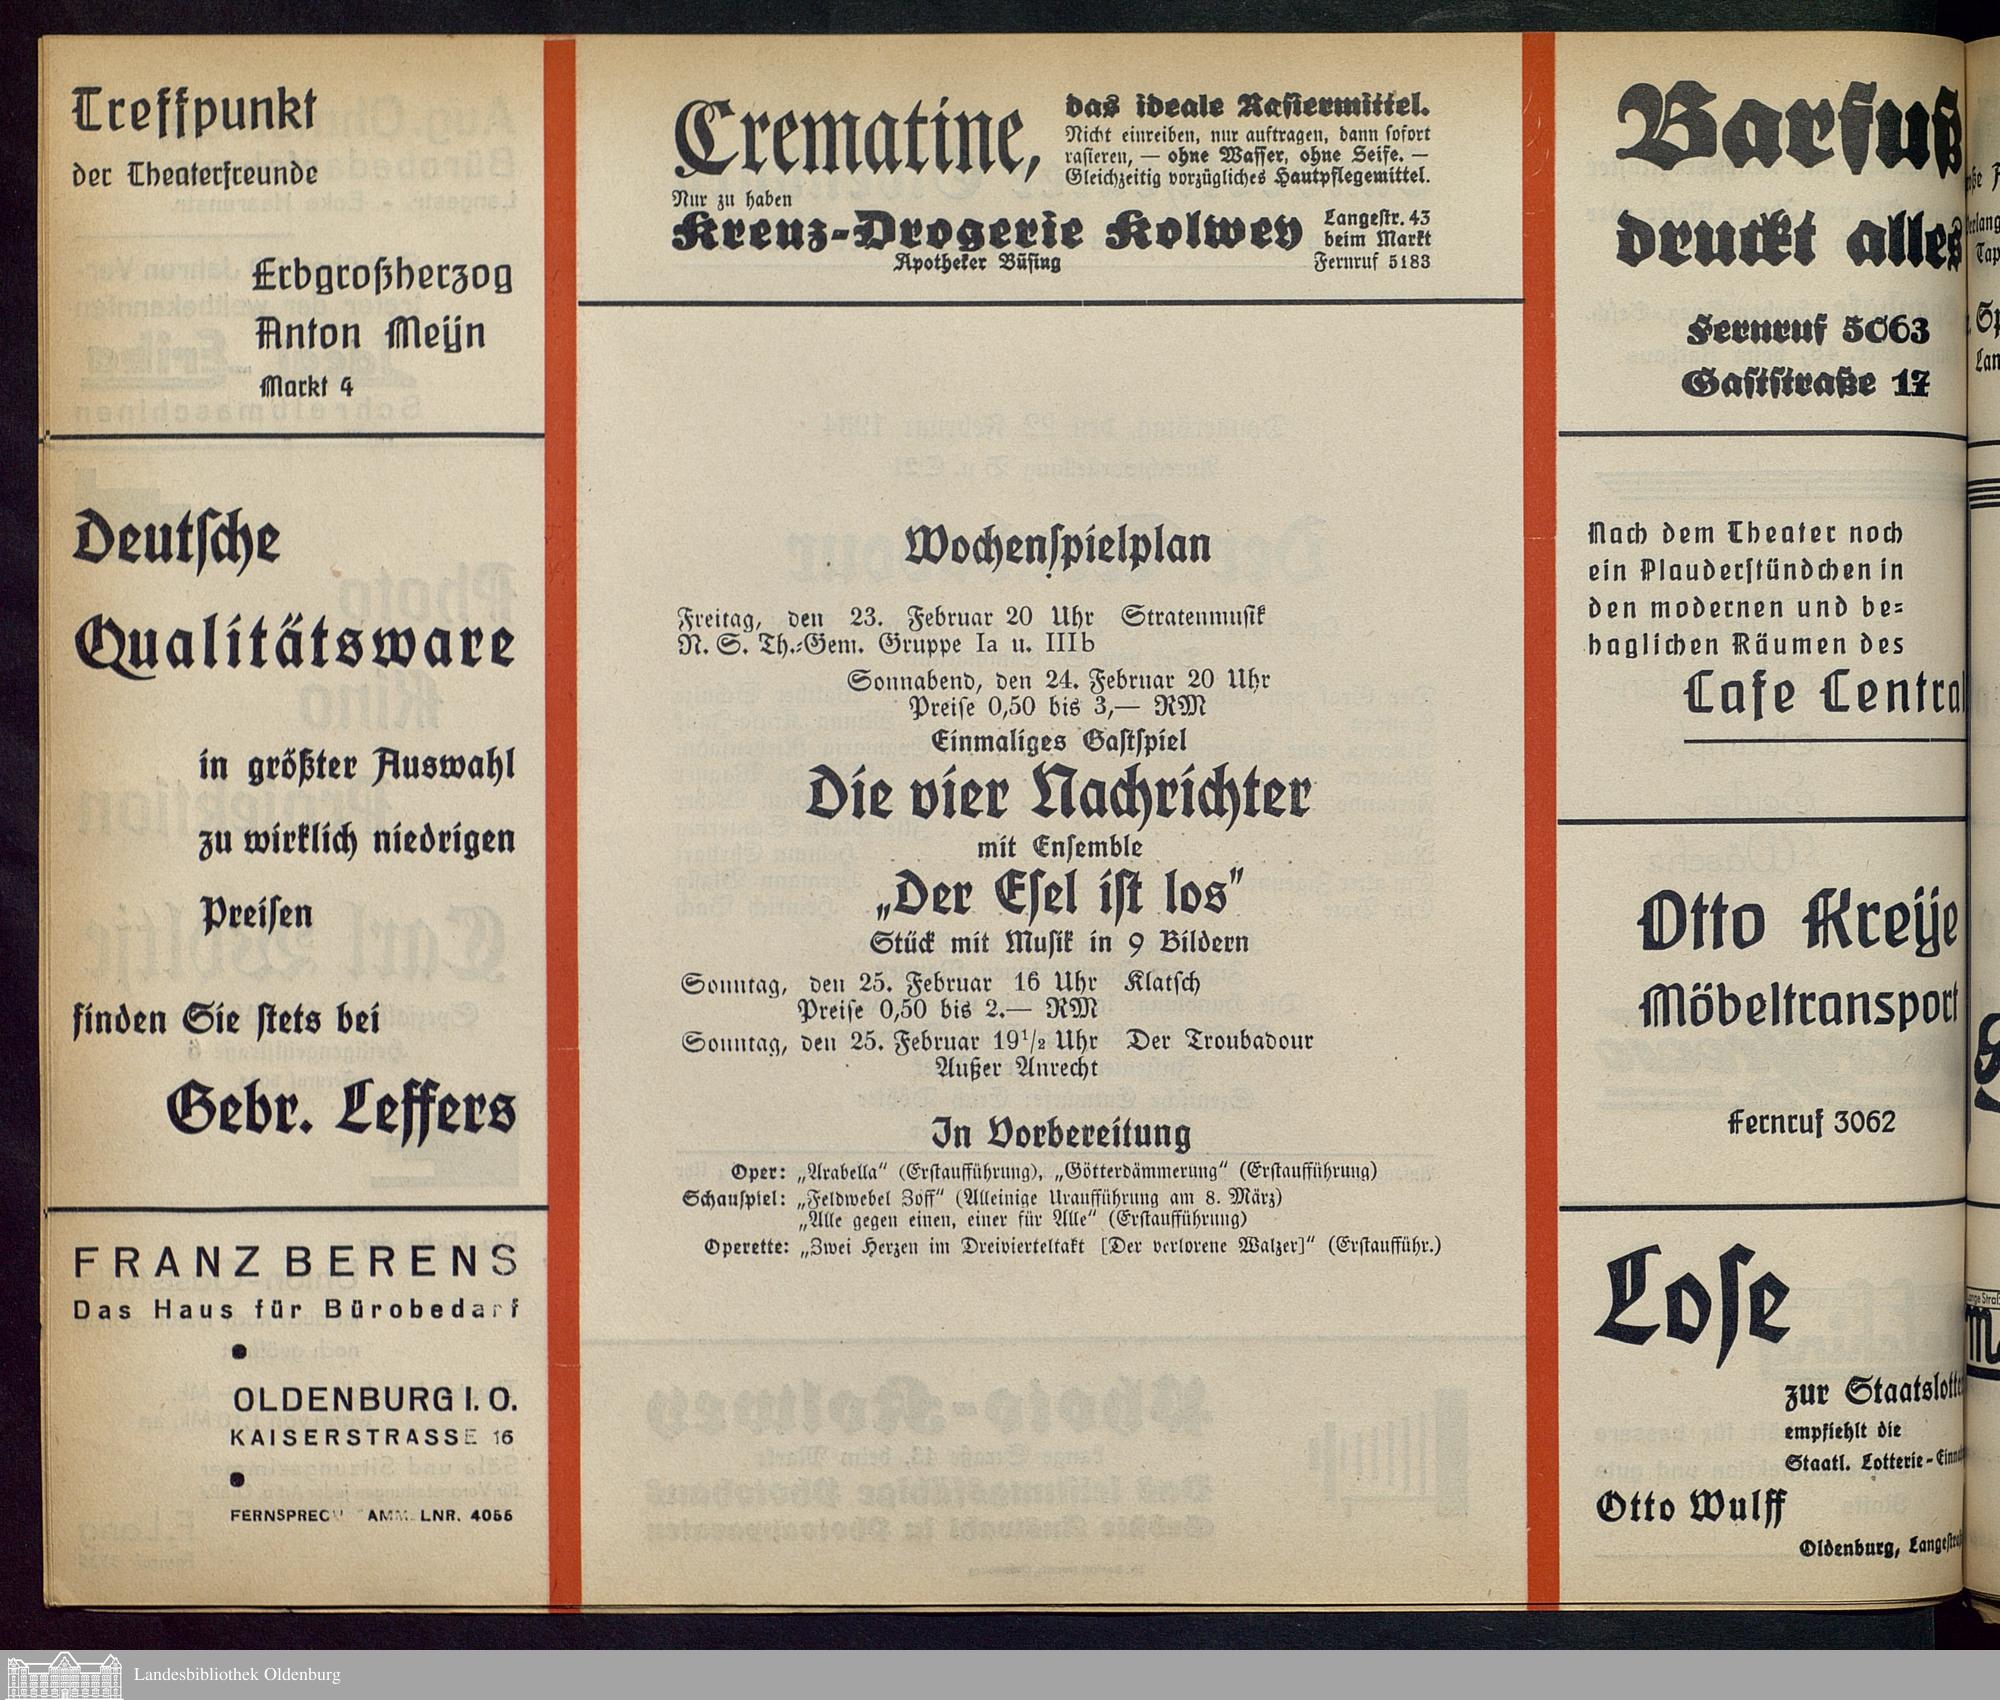 Treffpunkt
der Theaterfreunde
Erbgroßherzog
Anton Meijn
Markt 4
Deutsche
Qualitätsware
in größter Auswahl
zu wirklich niedrigen
Preisen
finden Sie stets bei
Gebr. Leffers
FRANZ BERENS
Das Haus für Bürobedarf
OLDENBURG I. O.
KAISERSTRASSE 16
LNR. 4055
Crematine,
das ideale Rasiermittel.
Nicht einreiben, nur auftragen, dann sofort
rasieren, — ohne Wasser, ohne Seife. —
Gleichzeitig vorzügliches Hautpflegemittel.
Nur zu haben
Kreuz-Drogerie Kolwey
Apotheker Büsing
Langestr. 43
beim Markt
Fernruf 5183
Wochenspielplan
Freitag, den 23. Februar 20 Uhr Stratenmusik
N. S. Th.-Gem. Gruppe Ia u. IIIb
Sonnabend, den 24. Februar 20 Uhr
Preise 0,50 bis 3,— RM
Einmaliges Gastspiel
Die vier Nachrichter
mit Ensemble
„Der Esel ist los"
Stück mit Musik in 9 Bildern
Sonntag, den 25. Februar 16 Uhr Klatsch
Preise 0,50 bis 2.— RM
Sonntag, den 25. Februar 19½ Uhr Der Troubadour
Außer Anrecht
In Vorbereitung
Oper: „Arabella“ (Erstaufführung), „Götterdämmerung“ (Erstaufführung)
Schauspiel: „Feldwebel Zoff“ (Alleinige Uraufführung am 8. März)
„Alle gegen einen, einer für Alle“ (Erstaufführung)
Operette: „Zwei Herzen im Dreivierteltakt [Der verlorene Walzer]“ (Erstaufführ.)
Barfuß
druckt alles
Fernruf 5063
Gaststraße 17
Nach dem Theater noch
ein Plauderstündchen in
den modernen und be-
haglichen Räumen des
Cafe Central
Otto Kreije
Möbeltransport
Fernruf 3062
Lose
zur
empfiehlt die
Staatl.
Otto Wulff
Oldenburg,
Landesbibliothek Oldenburg